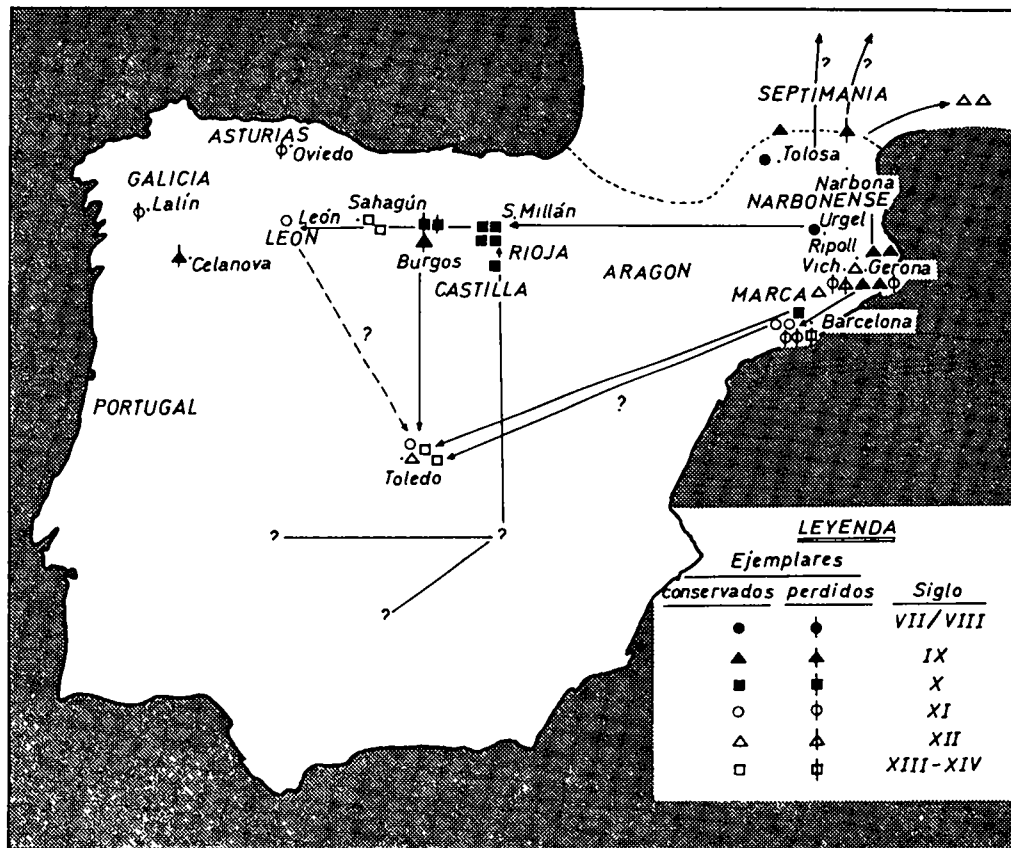 ? ?
SEPTIMANIA
ASTURIAS
Oviedo
Tolosa
GALICIA
Lalín
Narbona
NARBONENSE
Sahagún
S. Millán
Urgel
León
LEON
Ripoll
RIOJA
Celanova
Burgos
Vich
Gerona
CASTILLA
ARAGON
MARCA
Barcelona
?
?
PORTUGAL
Toledo
? ?
?
LEYENDA
Ejemplares
conservados perdidos Siglo
VII/VIII
IX
X
XI
XII
XIII-XIV